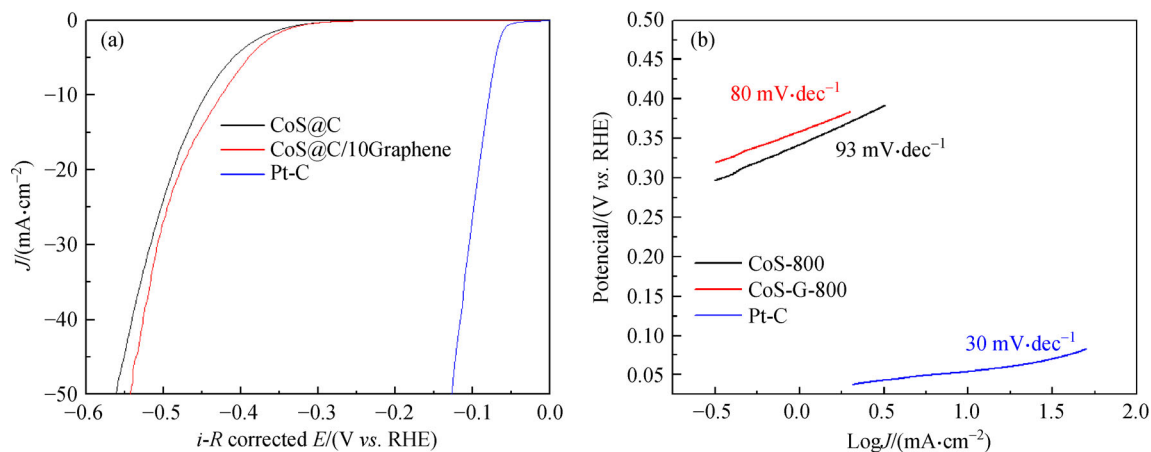 (a)
0
−10
−20
−30
−40
−50
J/(mA•cm⁻²)
CoS@C
CoS@C/10Graphene
Pt-C
−0.6 −0.5 −0.4 −0.3 −0.2 −0.1 0.0
i-R corrected E/(V vs. RHE)
(b)
0.50
0.45
0.40
0.35
0.30
0.25
0.20
0.15
0.10
0.05
Potencial/(V vs. RHE)
80 mV•dec⁻¹
93 mV•dec⁻¹
CoS-800
CoS-G-800
Pt-C
30 mV•dec⁻¹
−0.5 0.0 0.5 1.0 1.5 2.0
LogJ/(mA•cm⁻²)